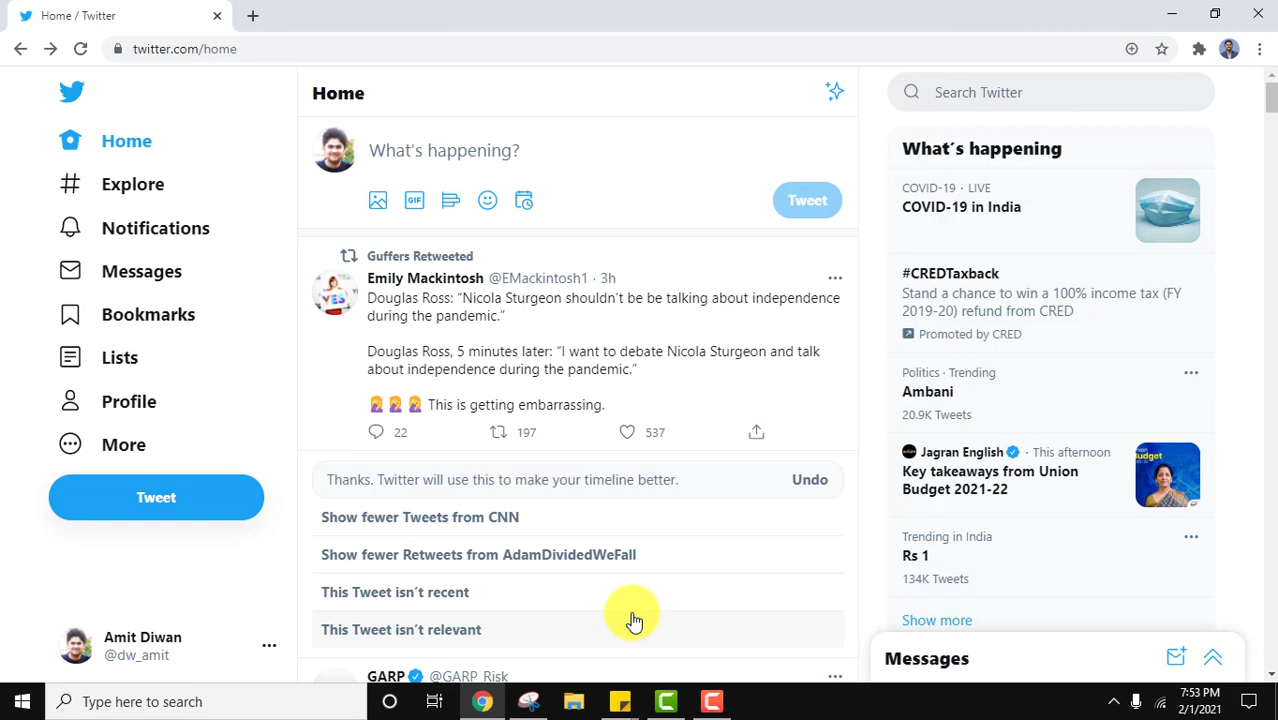 Home / Twitter
twitter.com/home
Home
Explore
Notifications
Messages
Bookmarks
Lists
Profile
More
Tweet
Amit Diwan
@dw_amit
Home
What's happening?
GIF
Tweet
Guffers Retweeted
Emily Mackintosh @EMackintosh1 · 3h
YES
Douglas Ross: “Nicola Sturgeon shouldn't be be talking about independence
during the pandemic.”
Douglas Ross, 5 minutes later: “I want to debate Nicola Sturgeon and talk
about independence during the pandemic.”
🤦‍♀️ 🤦‍♀️ 🤦‍♀️ This is getting embarrassing.
22 197 537
Thanks. Twitter will use this to make your timeline better. Undo
Show fewer Tweets from CNN
Show fewer Retweets from AdamDividedWeFall
This Tweet isn't recent
This Tweet isn't relevant
GARP @GARP_Risk
Search Twitter
What's happening
COVID-19 · LIVE
COVID-19 in India
#CREDTaxback
Stand a chance to win a 100% income tax (FY
2019-20) refund from CRED
Promoted by CRED
Politics · Trending
Ambani
20.9K Tweets
Jagran English · This afternoon
Key takeaways from Union
Budget 2021-22
Budget
Trending in India
Rs 1
134K Tweets
Show more
Messages
Type here to search
7:53 PM
2/1/2021